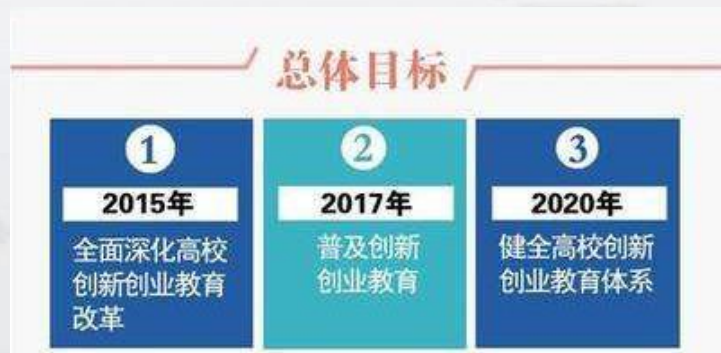 总体目标
1
2015年
全面深化高校
创新创业教育
改革
2
2017年
普及创新
创业教育
3
2020年
健全高校创新
创业教育体系